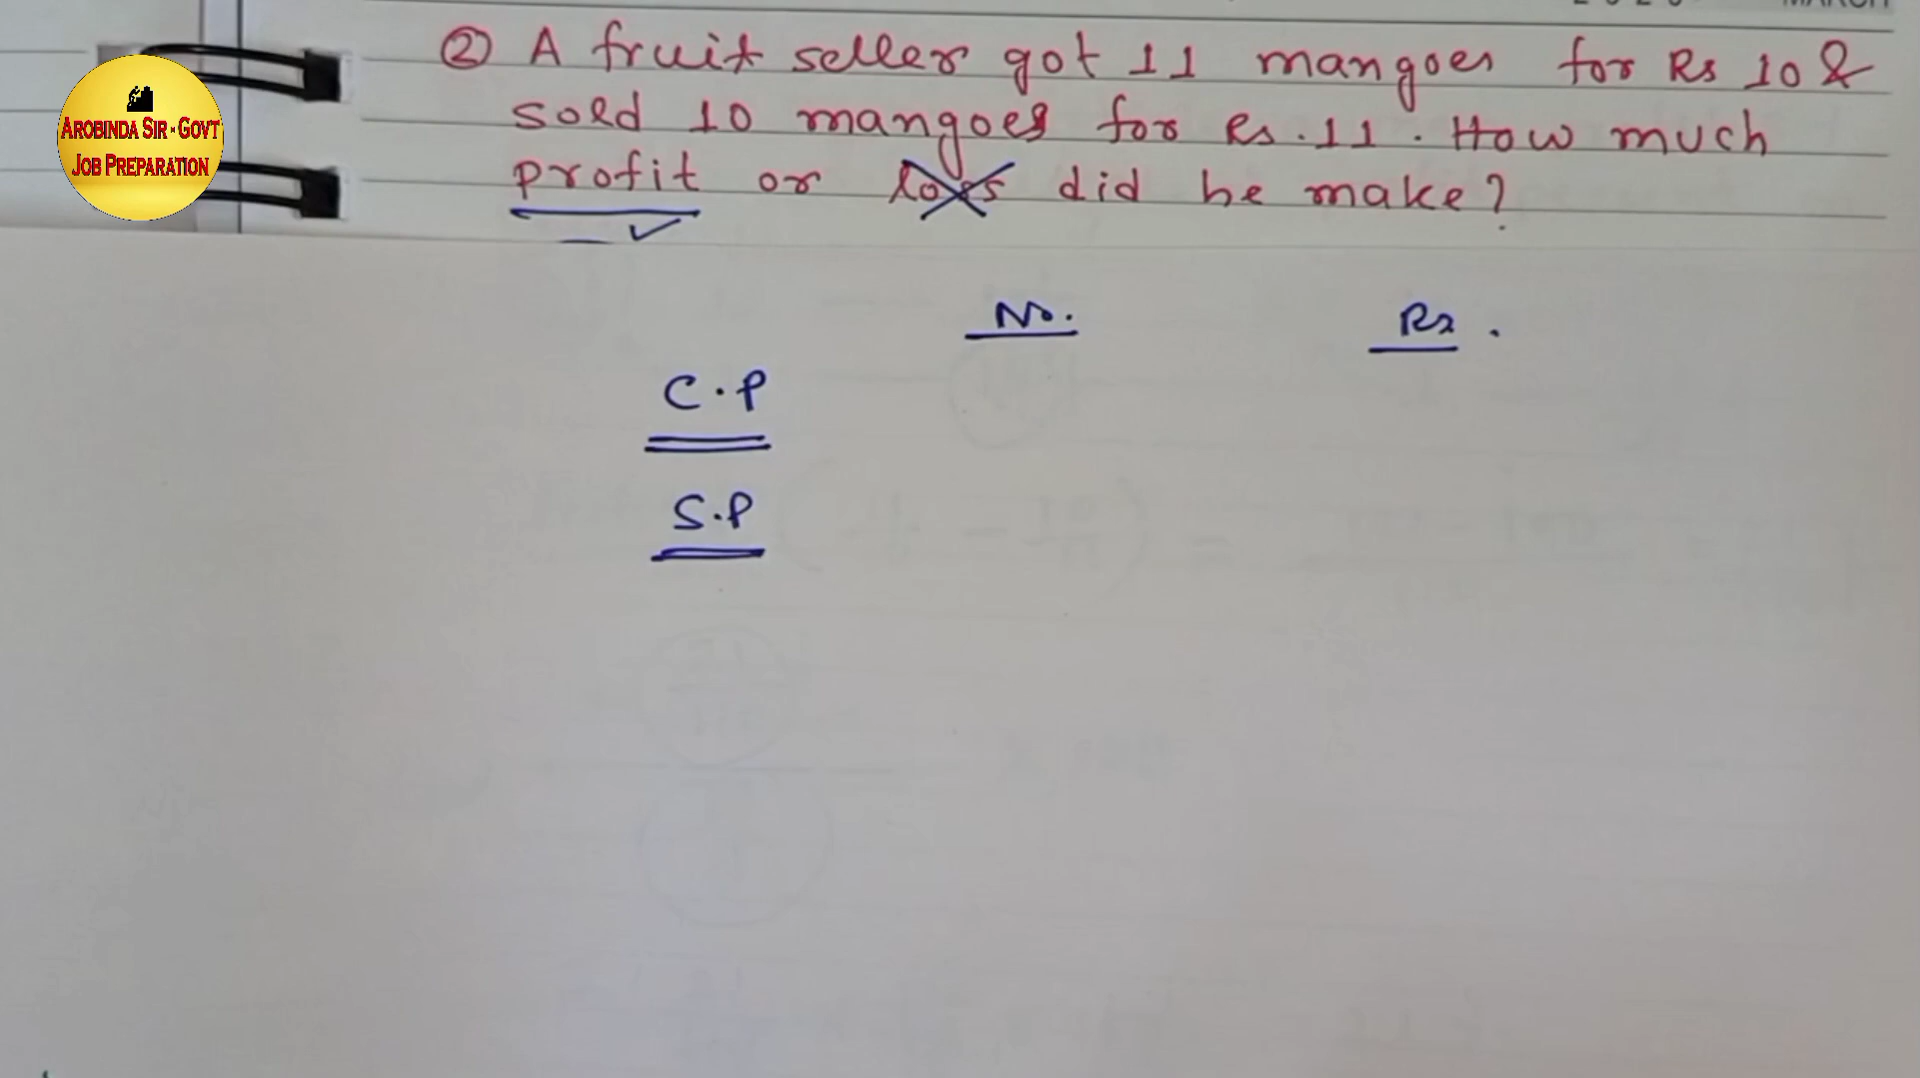 ② A fruit seller got 11 mangoes for Rs 10 &
sold 10 mangoes for Rs.11. How much
profit or loss did he make?
AROBINDA SIR - GOVT
JOB PREPARATION
No. Rs.
C.P
S.P